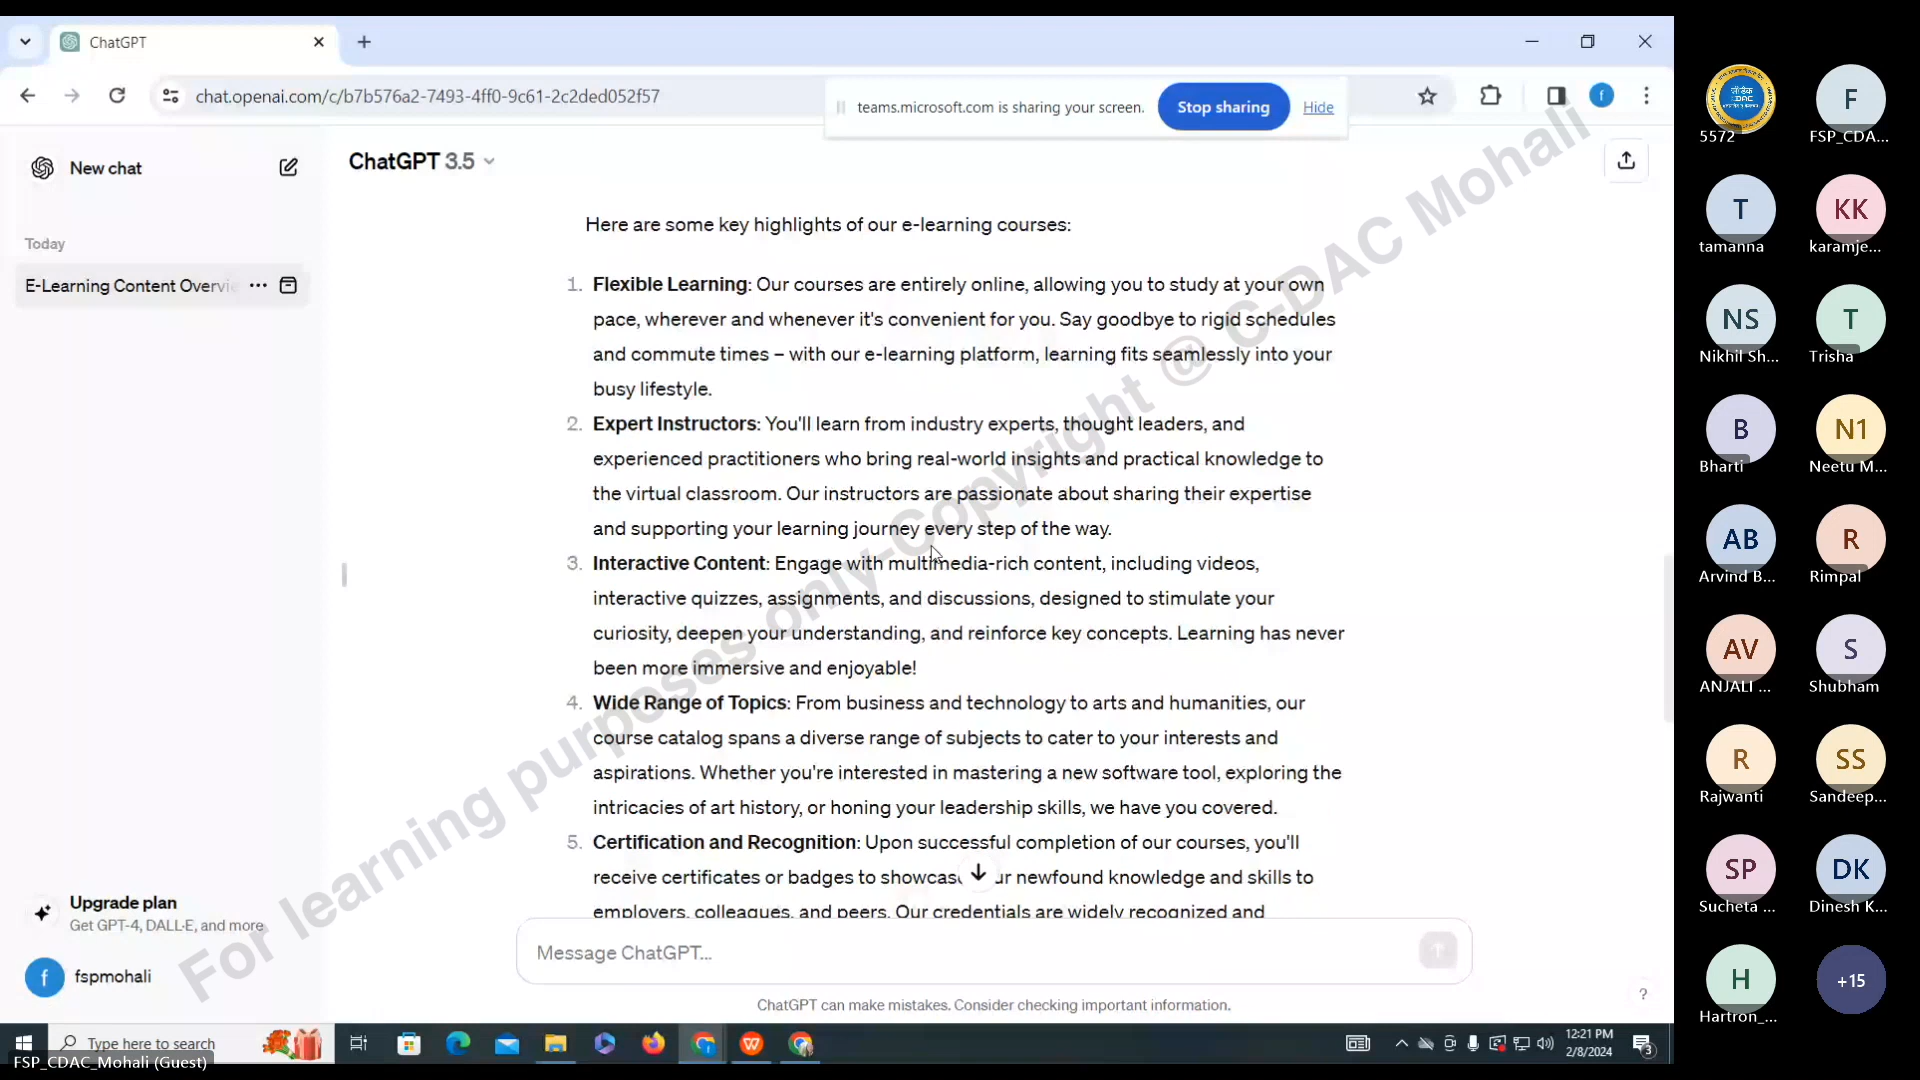 ChatGPT
chat.openai.com/c/b7b576a2-7493-4ff0-9c61-2c2ded052f57
teams.microsoft.com is sharing your screen.
Stop sharing
Hide
f
New chat
ChatGPT 3.5
Today
E-Learning Content Overvi
Here are some key highlights of our e-learning courses:
1. Flexible Learning: Our courses are entirely online, allowing you to study at your own
pace, wherever and whenever it's convenient for you. Say goodbye to rigid schedules
and commute times – with our e-learning platform, learning fits seamlessly into your
busy lifestyle.
2. Expert Instructors: You'll learn from industry experts, thought leaders, and
experienced practitioners who bring real-world insights and practical knowledge to
the virtual classroom. Our instructors are passionate about sharing their expertise
and supporting your learning journey every step of the way.
3. Interactive Content: Engage with multimedia-rich content, including videos,
interactive quizzes, assignments, and discussions, designed to stimulate your
curiosity, deepen your understanding, and reinforce key concepts. Learning has never
been more immersive and enjoyable!
4. Wide Range of Topics: From business and technology to arts and humanities, our
course catalog spans a diverse range of subjects to cater to your interests and
aspirations. Whether you're interested in mastering a new software tool, exploring the
intricacies of art history, or honing your leadership skills, we have you covered.
5. Certification and Recognition: Upon successful completion of our courses, you'll
receive certificates or badges to showcas ur newfound knowledge and skills to
employers, colleagues, and peers. Our credentials are widely recognized and
For learning purposes only-Copyright @ C-DAC Mohali
Upgrade plan
Get GPT-4, DALL·E, and more
f fspmohali
Message ChatGPT...
ChatGPT can make mistakes. Consider checking important information.
?
Type here to search
12:21 PM
2/8/2024
3
FSP_CDAC_Mohali (Guest)
सी डैक
CDAC
5572
F
FSP_CDA...
T
tamanna
KK
karamje...
NS
Nikhil Sh...
T
Trisha
B
Bharti
N1
Neetu M...
AB
Arvind B...
R
Rimpal
AV
ANJALI ...
S
Shubham
R
Rajwanti
SS
Sandeep...
SP
Sucheta ...
DK
Dinesh K...
H
Hartron_...
+15